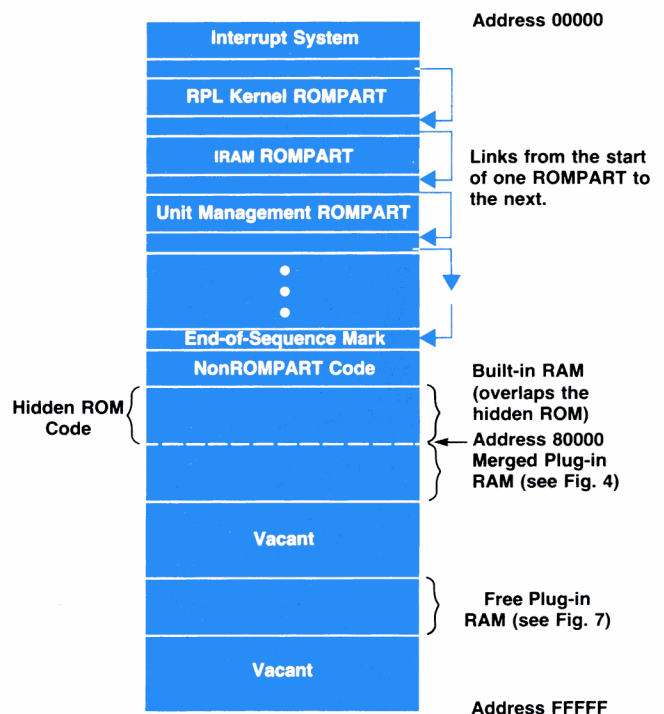 Address 00000
Interrupt System
RPL Kernel ROMPART
IRAM ROMPART
Links from the start
of one ROMPART to
the next.
Unit Management ROMPART
End-of-Sequence Mark
NonROMPART Code
Built-in RAM
(overlaps the
hidden ROM)
Hidden ROM
Code
Address 80000
Merged Plug-in
RAM (see Fig. 4)
Vacant
Free Plug-in
RAM (see Fig. 7)
Vacant
Address FFFFF